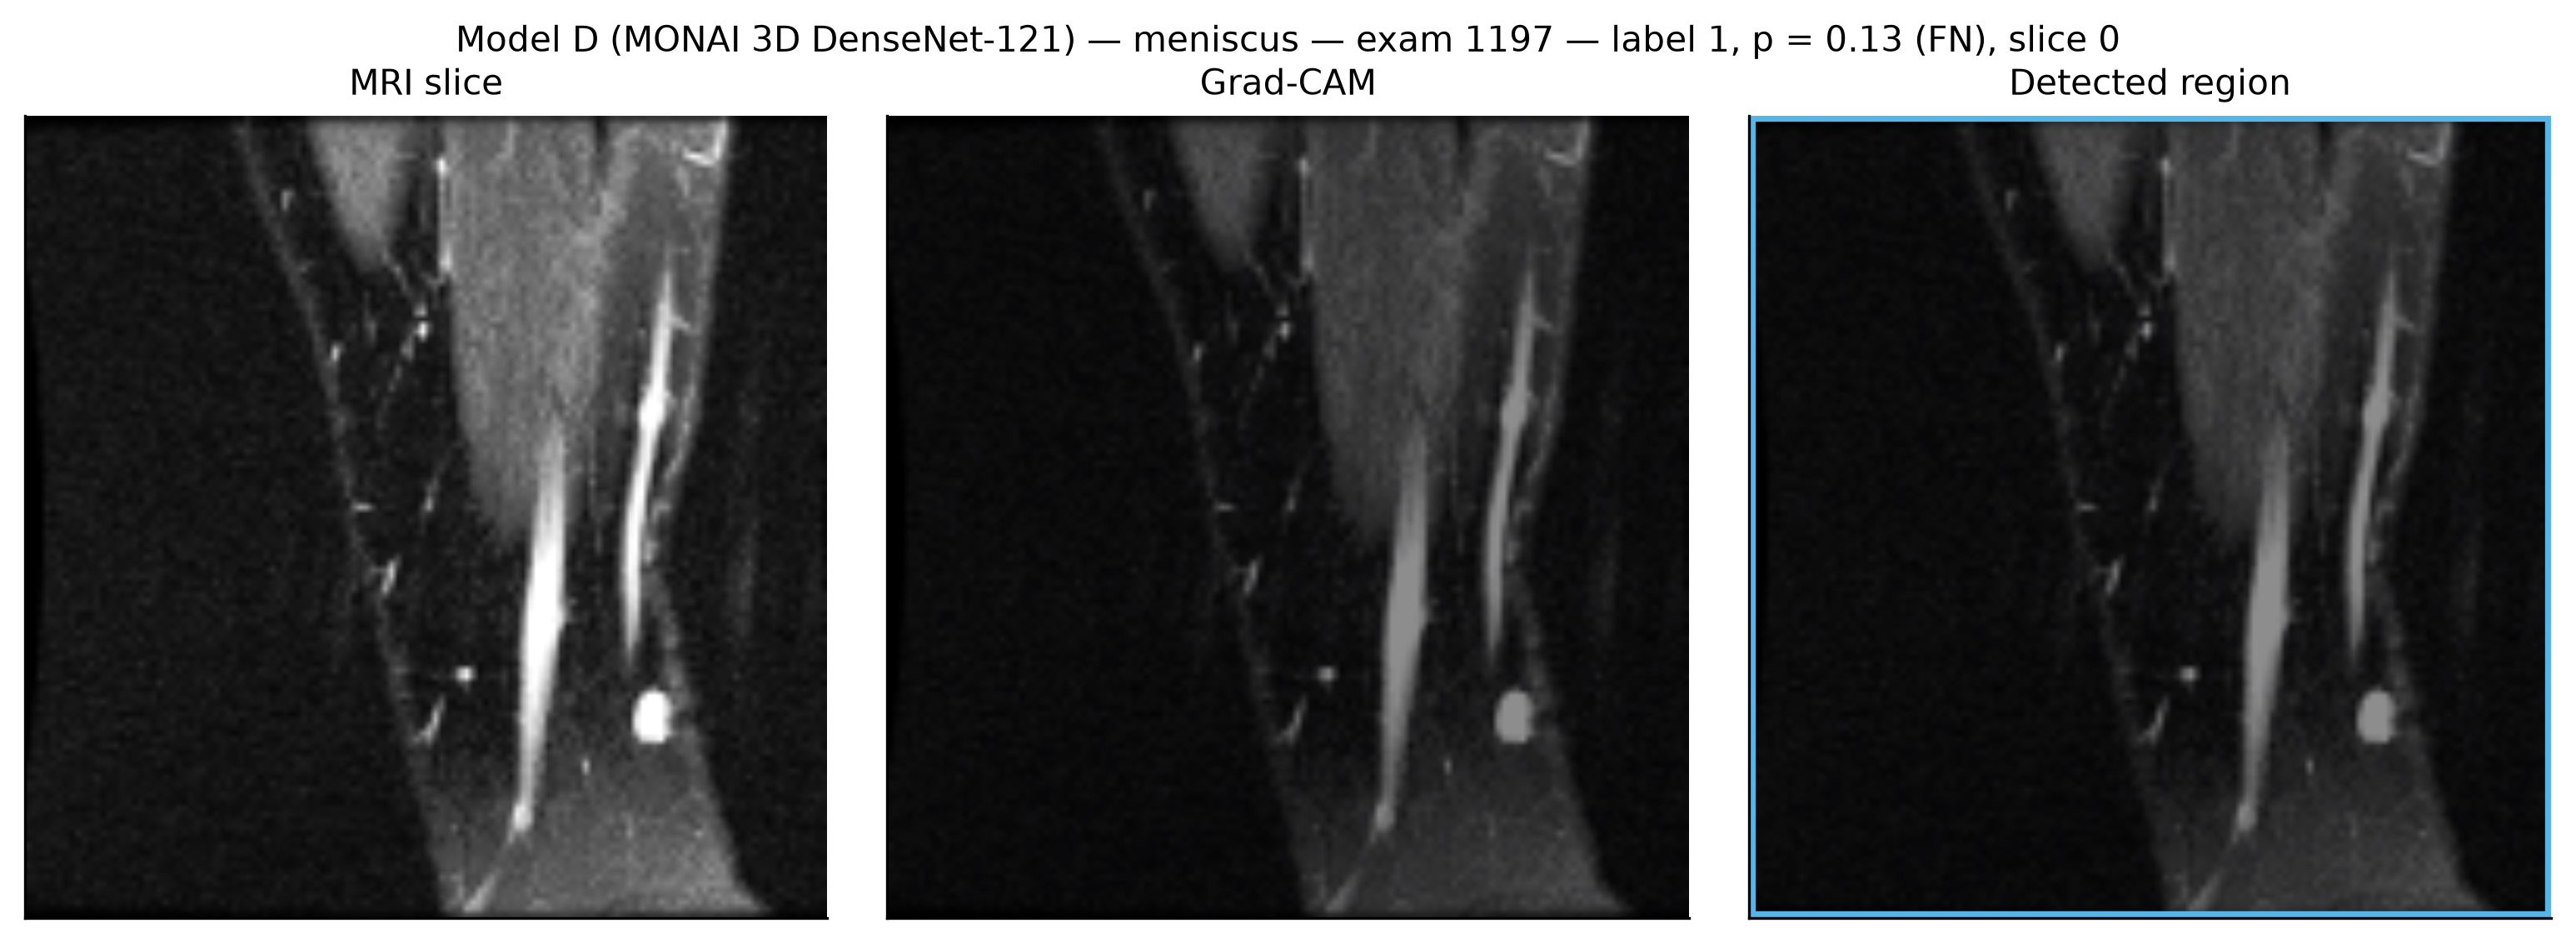 Model D (MONAI 3D DenseNet-121) — meniscus — exam 1197 — label 1, p = 0.13 (FN), slice 0
MRI slice
Grad-CAM
Detected region